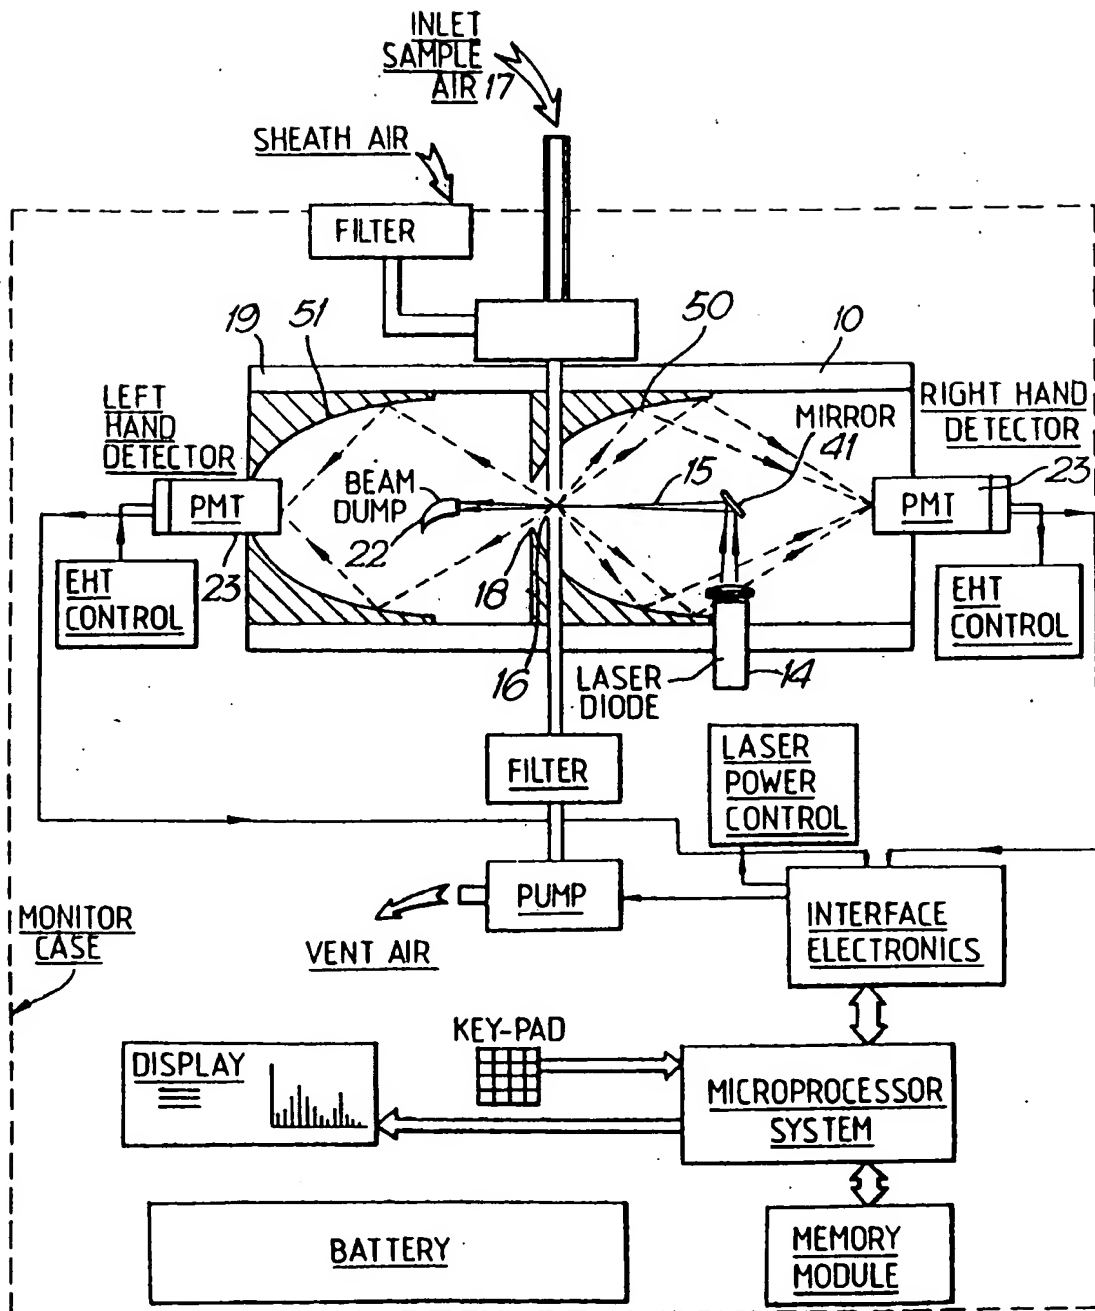 INLET
SAMPLE
AIR 17
SHEATH AIR
FILTER
19
51
50
10
LEFT
HAND
DETECTOR
MIRROR
41
RIGHT HAND
DETECTOR
23
15
BEAM
DUMP
PMT
PMT
22
18
23
EHT
CONTROL
EHT
CONTROL
16
LASER
DIODE
14
FILTER
LASER
POWER
CONTROL
PUMP
VENT AIR
MONITOR
CASE
INTERFACE
ELECTRONICS
KEY-PAD
DISPLAY
MICROPROCESSOR
SYSTEM
BATTERY
MEMORY
MODULE